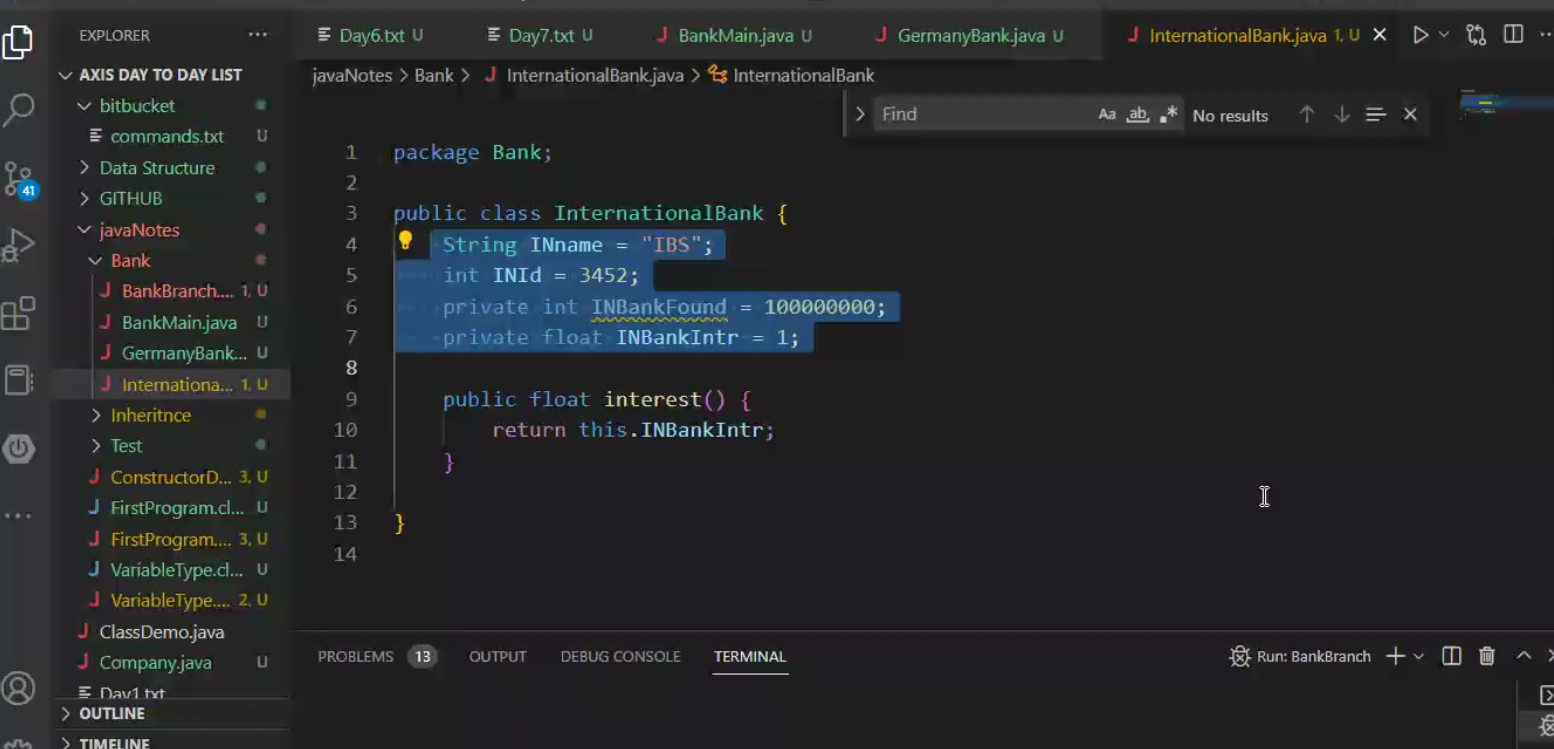 EXPLORER ...
AXIS DAY TO DAY LIST
bitbucket
commands.txt U
Data Structure
GITHUB
41
javaNotes
Bank
BankBranch.... 1, U
BankMain.java U
GermanyBank... U
Internationa... 1, U
Inheritnce
Test
ConstructorD... 3, U
FirstProgram.cl... U
FirstProgram.... 3, U
VariableType.cl... U
VariableType.... 2, U
ClassDemo.java
Company.java U
Day1.txt
OUTLINE
TIMELINE
Day6.txt U Day7.txt U BankMain.java U GermanyBank.java U InternationalBank.java 1, U
javaNotes > Bank > InternationalBank.java > InternationalBank
Find Aa ab .* No results
1 package Bank;
2
3 public class InternationalBank {
4 String INname = "IBS";
5 int INId = 3452;
6 private int INBankFound = 100000000;
7 private float INBankIntr = 1;
8
9 public float interest() {
10 return this.INBankIntr;
11 }
12
13 }
14
PROBLEMS 13 OUTPUT DEBUG CONSOLE TERMINAL Run: BankBranch